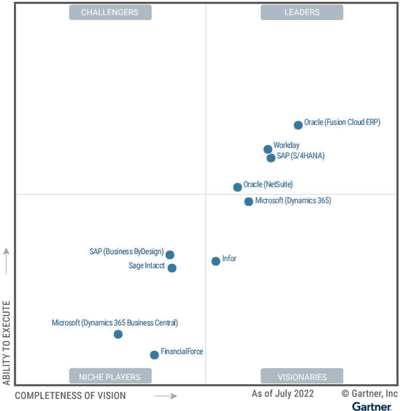 CHALLENGERS
LEADERS
Oracle (Fusion Cloud ERP)
Workday
SAP (S/4HANA)
Oracle (NetSuite)
Microsoft (Dynamics 365)
SAP (Business ByDesign)
Sage Intacct
Infor
Microsoft (Dynamics 365 Business Central)
FinancialForce
ABILITY TO EXECUTE
NICHE PLAYERS
VISIONARIES
COMPLETENESS OF VISION
As of July 2022
© Gartner, Inc
Gartner